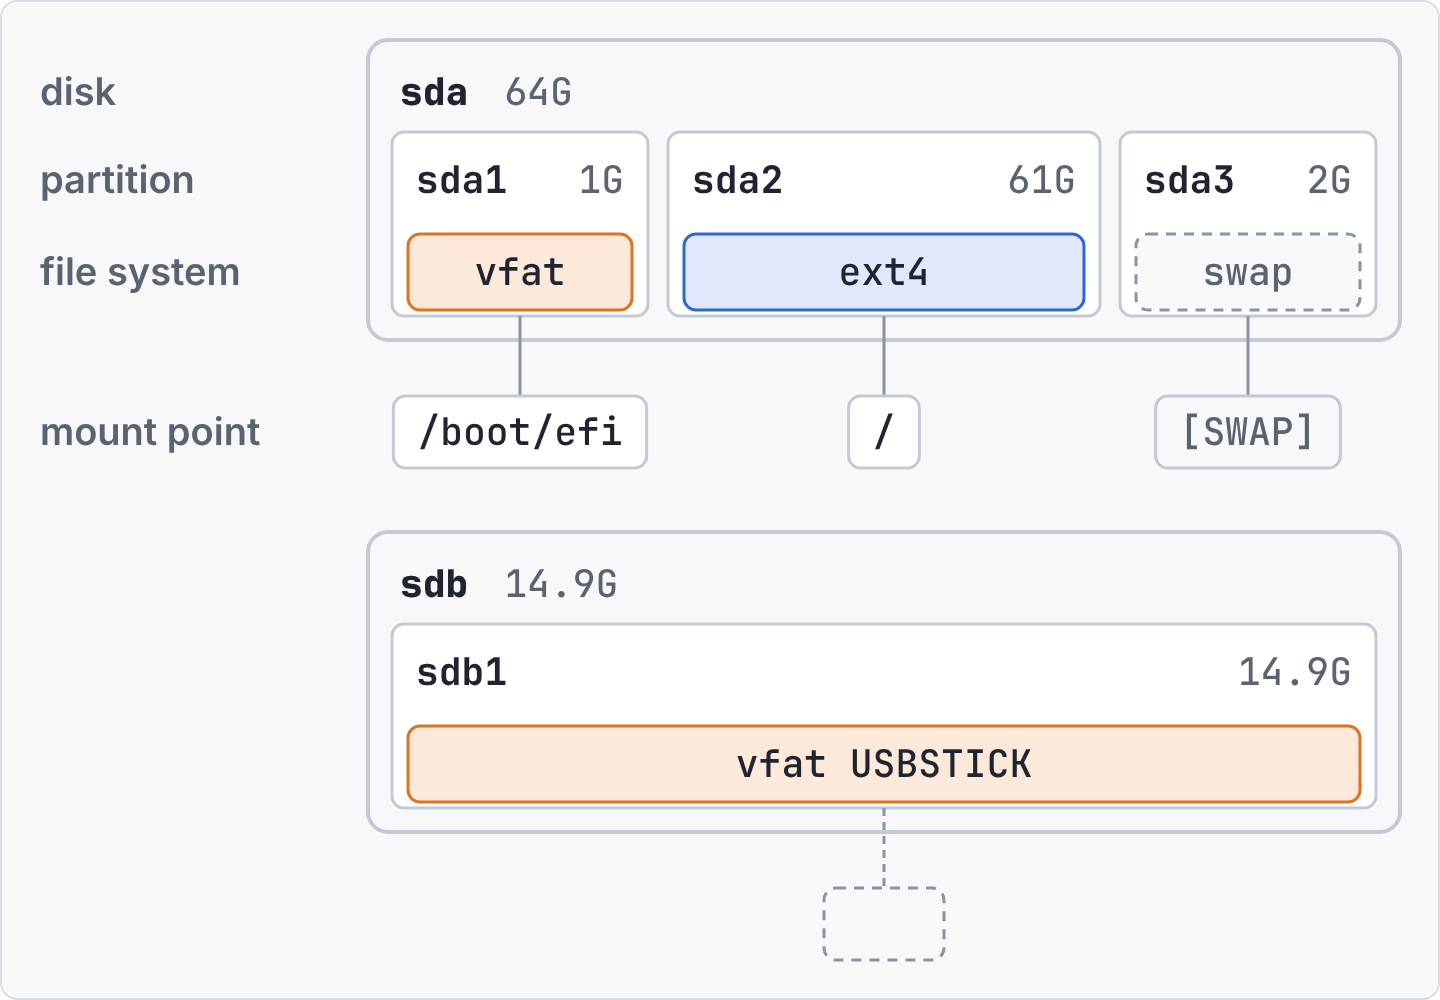 disk
sda 64G
partition
sda1 1G
sda2 61G
sda3 2G
file system
vfat
ext4
swap
mount point
/boot/efi
/
[SWAP]
sdb 14.9G
sdb1 14.9G
vfat USBSTICK